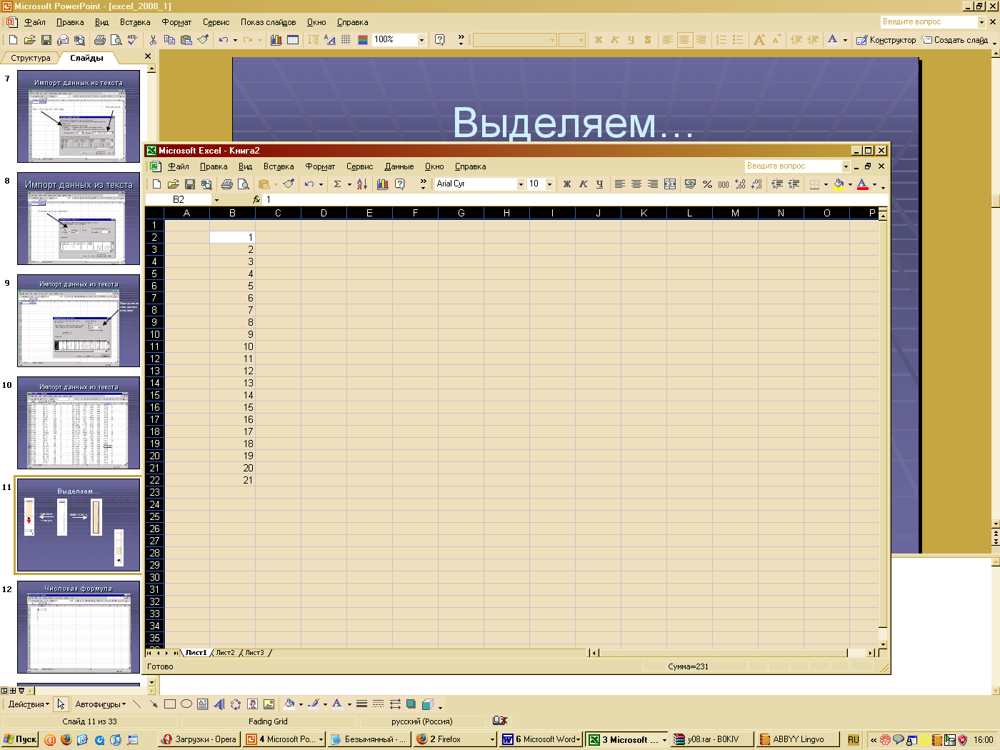 Microsoft PowerPoint - [excel_2008_1]
Файл Правка Вид Вставка Формат Сервис Показ слайдов Окно Справка
Введите вопрос
100%
Ж К Ч S
Конструктор Создать слайд
Структура Слайды
7
Импорт данных из текста
8
Импорт данных из текста
9
Импорт данных из текста
10
Импорт данных из текста
11
Выделяем...
12
Числовая формула
Выделяем...
Microsoft Excel - Книга2
Файл Правка Вид Вставка Формат Сервис Данные Окно Справка
Введите вопрос
Arial Cyr 10 Ж К Ч
B2 fx 1
A B C D E F G H I J K L M N O P
1
2 1
3 2
4 3
5 4
6 5
7 6
8 7
9 8
10 9
11 10
12 11
13 12
14 13
15 14
16 15
17 16
18 17
19 18
20 19
21 20
22 21
23
24
25
26
27
28
29
30
31
32
33
34
35
Лист1 Лист2 Лист3
Готово Сумма=231
Действия Автофигуры
Слайд 11 из 33 Fading Grid русский (Россия)
Пуск Загрузки - Opera 4 Microsoft Po... Безымянный - ... 2 Firefox 6 Microsoft Word 3 Microsoft ... y08.rar - BOKIV ABBYY Lingvo RU 16:00